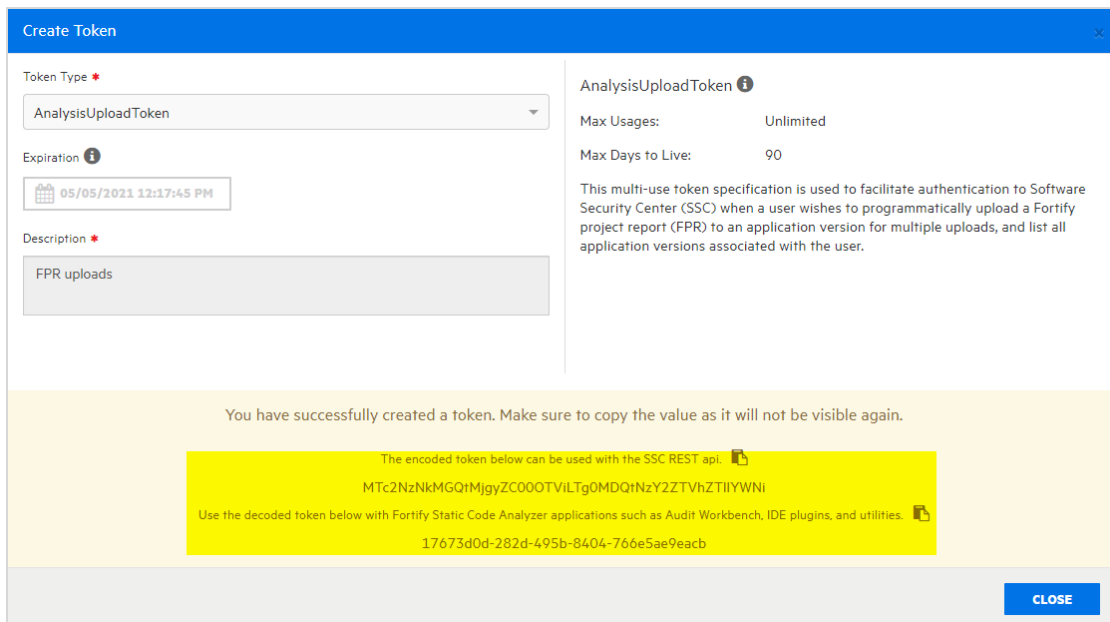 Create Token
×
Token Type *
AnalysisUploadToken
Expiration
05/05/2021 12:17:45 PM
Description *
FPR uploads
AnalysisUploadToken
Max Usages: Unlimited
Max Days to Live: 90
This multi-use token specification is used to facilitate authentication to Software
Security Center (SSC) when a user wishes to programmatically upload a Fortify
project report (FPR) to an application version for multiple uploads, and list all
application versions associated with the user.
You have successfully created a token. Make sure to copy the value as it will not be visible again.
The encoded token below can be used with the SSC REST api.
MTc2NzNkMGQtMjgyZC00OTViLTg0MDQtNzY2ZTVhZTllYWNi
Use the decoded token below with Fortify Static Code Analyzer applications such as Audit Workbench, IDE plugins, and utilities.
17673d0d-282d-495b-8404-766e5ae9eacb
CLOSE